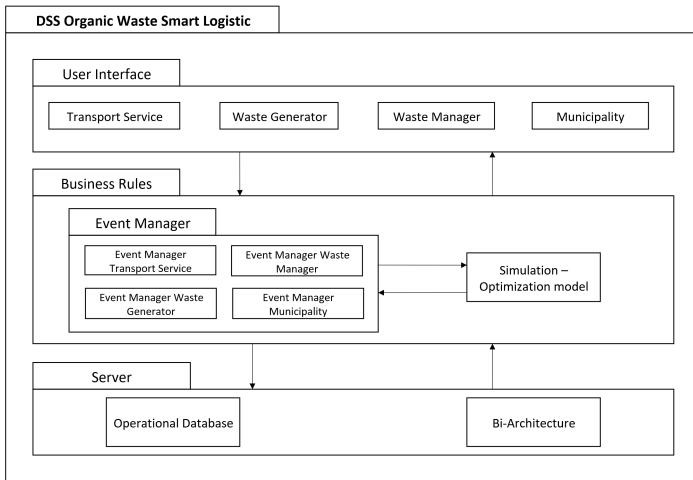 DSS Organic Waste Smart Logistic
User Interface
Transport Service
Waste Generator
Waste Manager
Municipality
Business Rules
Event Manager
Event Manager
Transport Service
Event Manager Waste
Manager
Event Manager Waste
Generator
Event Manager
Municipality
Simulation –
Optimization model
Server
Operational Database
Bi-Architecture